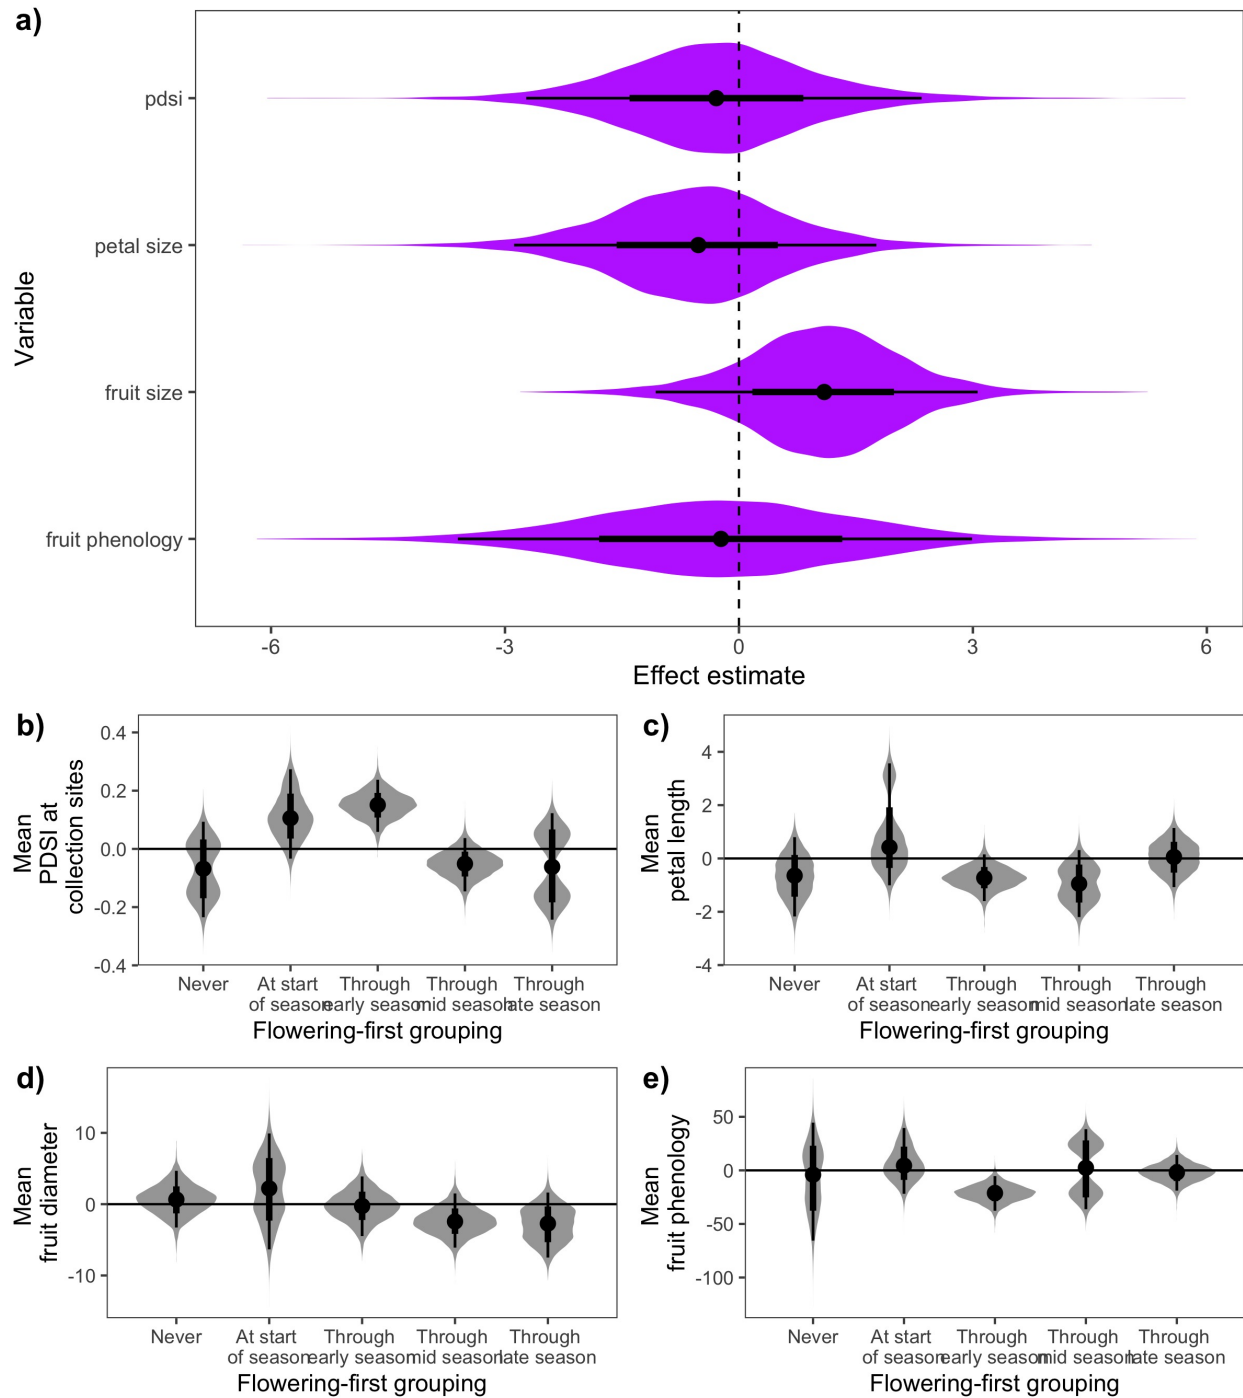 a)
pdsi
petal size
fruit size
fruit phenology
Variable
-6 -3 0 3 6
Effect estimate
b)
0.4
0.2
0.0
-0.2
-0.4
Mean
PDSI at
collection sites
Never At start Through Through Through
of season early season mid season late season
Flowering-first grouping
c)
4
2
0
-2
-4
Mean
petal length
Never At start Through Through Through
of season early season mid season late season
Flowering-first grouping
d)
10
0
-10
Mean
fruit diameter
Never At start Through Through Through
of season early season mid season late season
Flowering-first grouping
e)
50
0
-50
-100
Mean
fruit phenology
Never At start Through Through Through
of season early season mid season late season
Flowering-first grouping